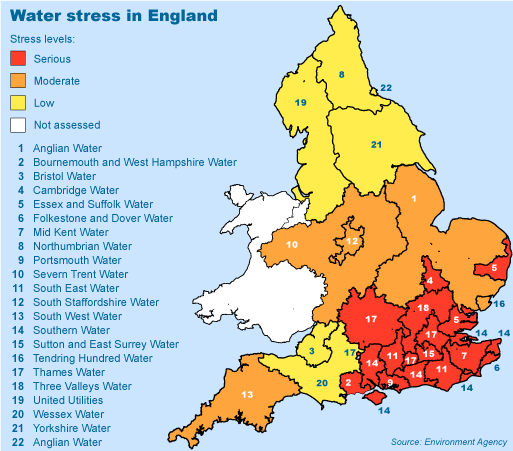 Water stress in England
Stress levels:
Serious
Moderate
Low
Not assessed
1 Anglian Water
2 Bournemouth and West Hampshire Water
3 Bristol Water
4 Cambridge Water
5 Essex and Suffolk Water
6 Folkestone and Dover Water
7 Mid Kent Water
8 Northumbrian Water
9 Portsmouth Water
10 Severn Trent Water
11 South East Water
12 South Staffordshire Water
13 South West Water
14 Southern Water
15 Sutton and East Surrey Water
16 Tendring Hundred Water
17 Thames Water
18 Three Valleys Water
19 United Utilities
20 Wessex Water
21 Yorkshire Water
22 Anglian Water
8
22
19
21
1
10
12
5
4
16
18
17
5
17
14
14
3
17
15
11
7
14
17
6
2
9
14
11
14
20
13
14
Source: Environment Agency